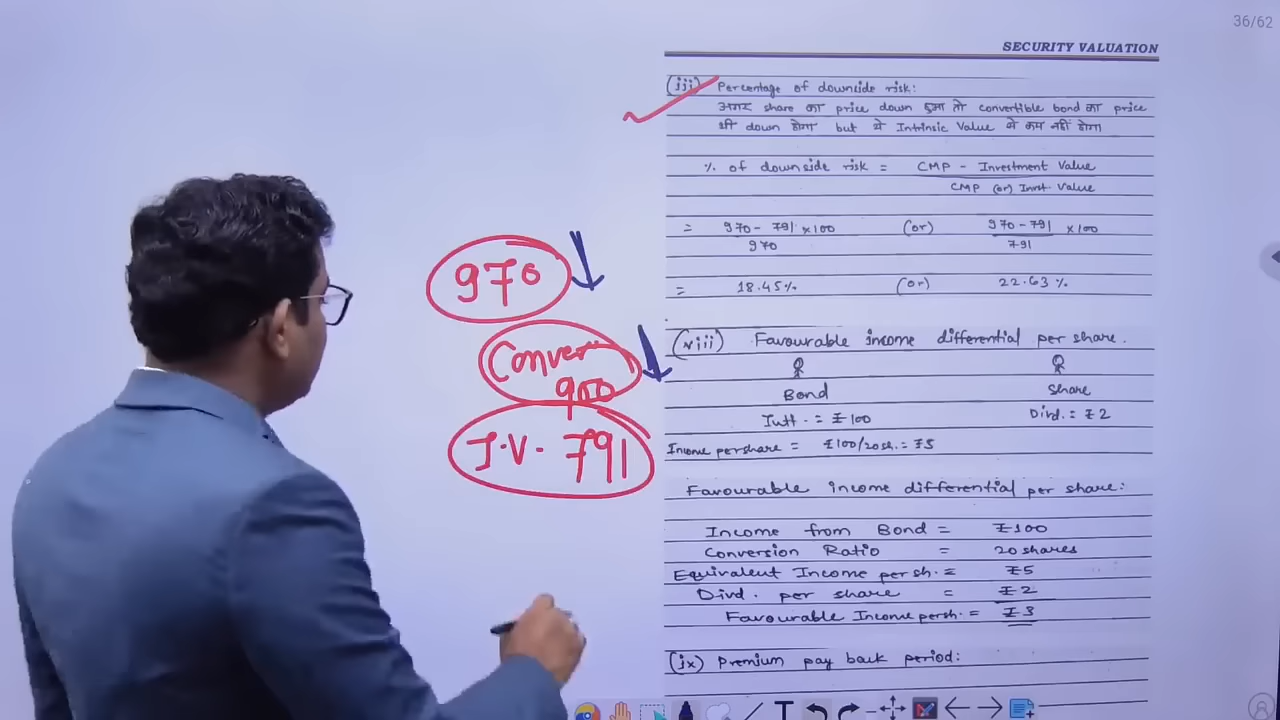 36/62
SECURITY VALUATION
(iii) Percentage of downside risk:
अगर share का price down हुआ तो convertible bond का price
भी down होगा but ये Intrinsic Value से कम नहीं होगा
% of downside risk = CMP - Investment Value
CMP (or) Invt. Value
= 970 - 791 x100 (or) 970 - 791 x100
970 791
= 18.45% (or) 22.63 %
970
Conver
900
I.V. 791
(viii) Favourable income differential per share.
Bond Share
Intt. = ₹100 Divd. = ₹2
Income per share = ₹100/20sh. = ₹5
Favourable income differential per share:
Income from Bond = ₹100
Conversion Ratio = 20 shares
Equivalent Income per sh. = ₹5
Divd. per share = ₹2
Favourable Income per sh. = ₹3
(ix) Premium pay back period: